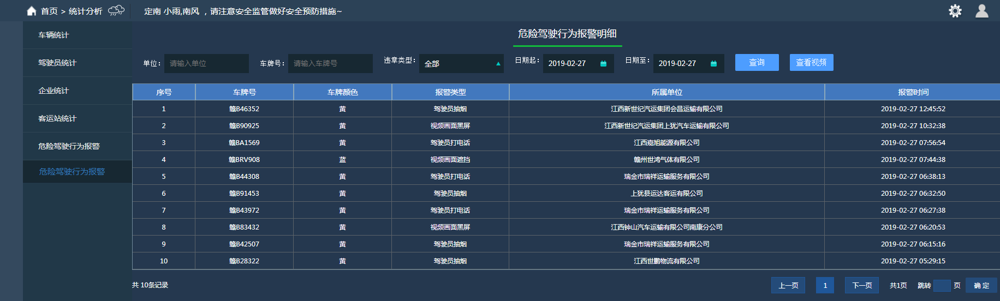 首页 > 统计分析 定南 小雨,南风 ，请注意安全监管做好安全预防措施~
车辆统计
驾驶员统计
企业统计
客运站统计
危险驾驶行为报警
危险驾驶行为报警
危险驾驶行为报警明细
单位： 请输入单位 车牌号： 请输入车牌号 违章类型： 全部 日期起： 2019-02-27 日期至： 2019-02-27 查询 查看视频
序号 车牌号 车牌颜色 报警类型 所属单位 报警时间
1 赣B46352 黄 驾驶员抽烟 江西新世纪汽运集团会昌运输有限公司 2019-02-27 12:45:52
2 赣B90925 黄 视频画面黑屏 江西新世纪汽运集团上犹汽车运输有限公司 2019-02-27 10:32:38
3 赣BA1569 黄 驾驶员打电话 江西嘉旭能源有限公司 2019-02-27 07:56:54
4 赣BRV908 蓝 视频画面遮挡 赣州世鸿气体有限公司 2019-02-27 07:44:38
5 赣B44308 黄 驾驶员打电话 瑞金市瑞祥运输服务有限公司 2019-02-27 06:38:13
6 赣B91453 黄 驾驶员抽烟 上犹县运达客运有限公司 2019-02-27 06:32:50
7 赣B43972 黄 驾驶员打电话 瑞金市瑞祥运输服务有限公司 2019-02-27 06:27:38
8 赣B83432 黄 视频画面黑屏 江西钟山汽车运输有限公司南康分公司 2019-02-27 06:20:53
9 赣B42507 黄 驾驶员抽烟 瑞金市瑞祥运输服务有限公司 2019-02-27 06:15:16
10 赣B28322 黄 驾驶员抽烟 江西世鹏物流有限公司 2019-02-27 05:29:15
共 10条记录 上一页 1 下一页 共1页 跳转 页 确 定